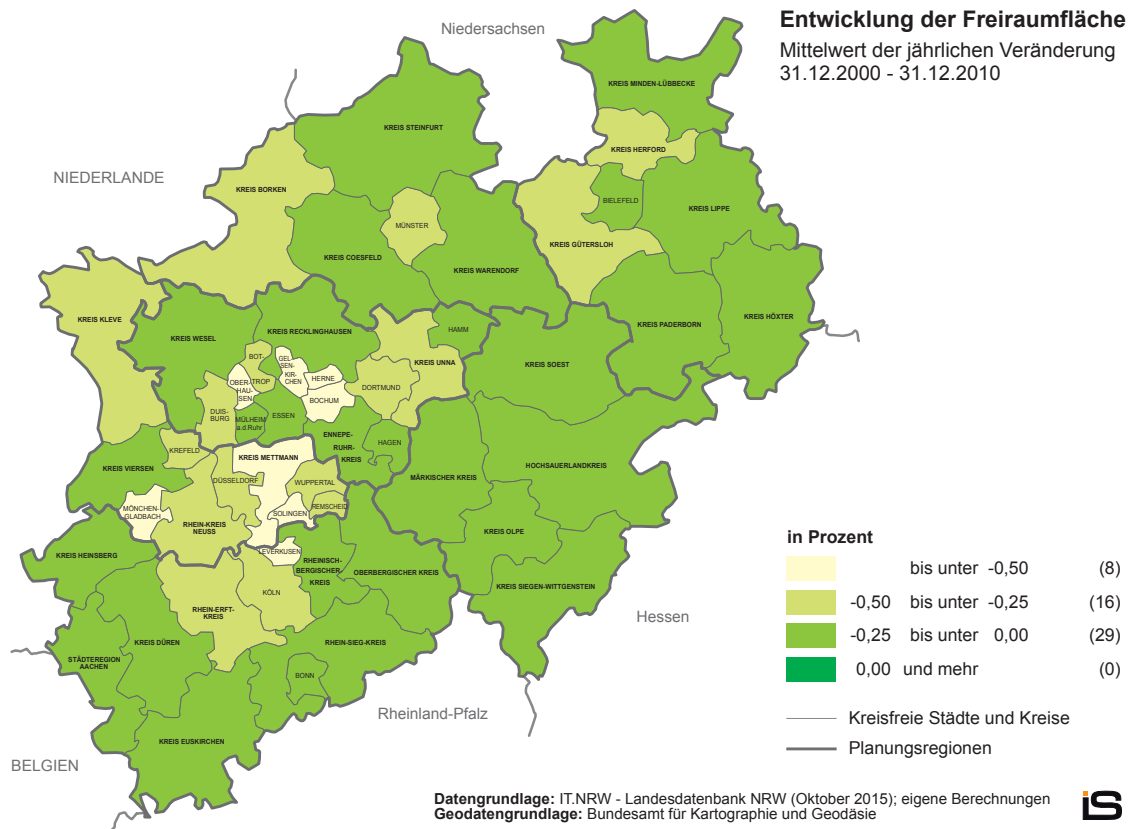 Entwicklung der Freiraumfläche
Mittelwert der jährlichen Veränderung
31.12.2000 - 31.12.2010
Niedersachsen
NIEDERLANDE
KREIS MINDEN-LÜBBECKE
KREIS STEINFURT
KREIS HERFORD
KREIS BORKEN
BIELEFELD
KREIS LIPPE
MÜNSTER
KREIS GÜTERSLOH
KREIS COESFELD
KREIS WARENDORF
KREIS KLEVE
KREIS WESEL
KREIS RECKLINGHAUSEN
HAMM
KREIS PADERBORN
KREIS HÖXTER
KREIS UNNA
KREIS SOEST
BOT-
TROP
GEL-
SEN-
KIR-
CHEN
OBER-
HAU-
SEN
HERNE
BOCHUM
DORTMUND
DUIS-
BURG
MÜLHEIM
a.d.Ruhr
ESSEN
ENNEPE-
RUHR-
KREIS
HAGEN
KREIS VIERSEN
KREFELD
KREIS METTMANN
DÜSSELDORF
WUPPERTAL
MÄRKISCHER KREIS
HOCHSAUERLANDKREIS
MÖNCHEN-
GLADBACH
RHEIN-KREIS
NEUSS
SOLINGEN
REMSCHEID
KREIS OLPE
KREIS HEINSBERG
LEVERKUSEN
RHEINISCH-
BERGISCHER-
KREIS
OBERBERGISCHER KREIS
KREIS SIEGEN-WITTGENSTEIN
KÖLN
RHEIN-ERFT-
KREIS
KREIS DÜREN
RHEIN-SIEG-KREIS
STÄDTEREGION
AACHEN
BONN
KREIS EUSKIRCHEN
Hessen
Rheinland-Pfalz
BELGIEN
in Prozent
bis unter -0,50 (8)
-0,50 bis unter -0,25 (16)
-0,25 bis unter 0,00 (29)
0,00 und mehr (0)
Kreisfreie Städte und Kreise
Planungsregionen
Datengrundlage: IT.NRW - Landesdatenbank NRW (Oktober 2015); eigene Berechnungen
Geodatengrundlage: Bundesamt für Kartographie und Geodäsie
iS